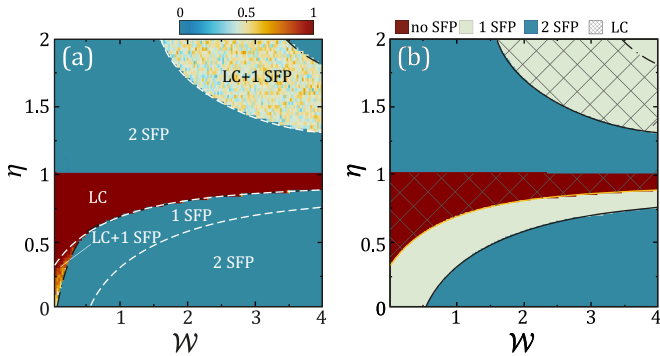 0 0.5 1
no SFP 1 SFP 2 SFP LC
(a)
LC+1 SFP
2 SFP
LC
1 SFP
LC+1 SFP
2 SFP
2
1.5
1
0.5
0
η
1 2 3 4
𝒲
(b)
2
1.5
1
0.5
0
η
0 1 2 3 4
𝒲